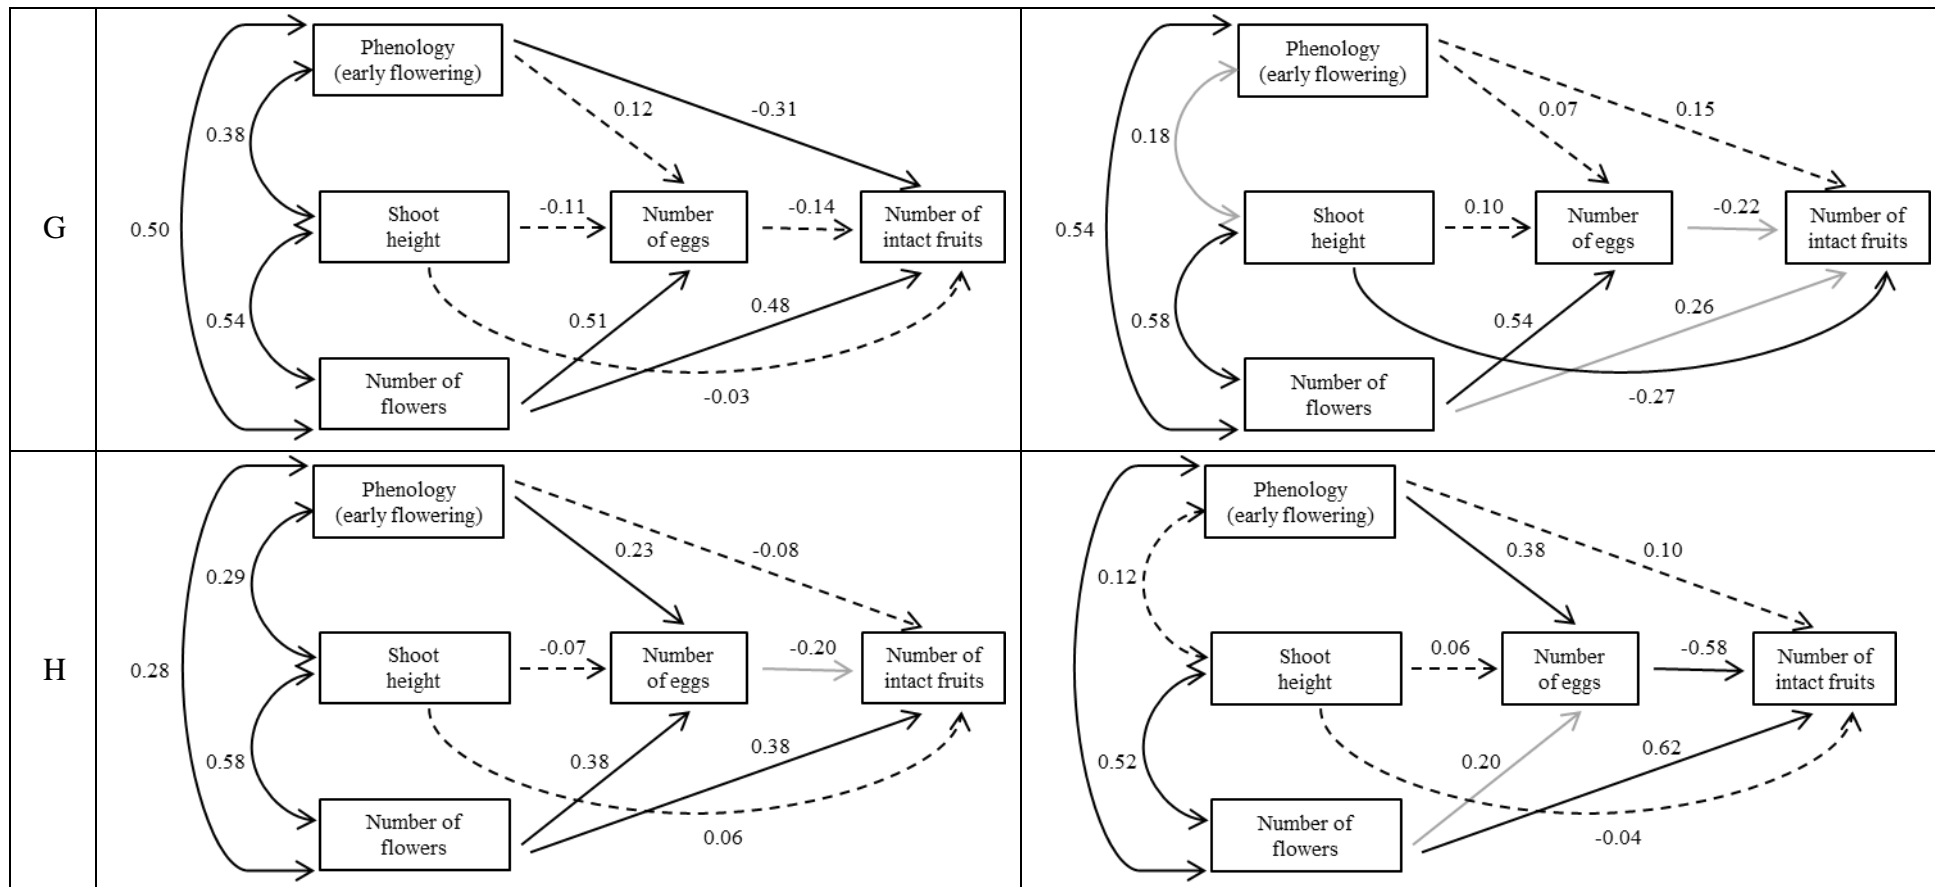 G
Phenology
(early flowering)
0.12
-0.31
0.38
Shoot
height
-0.11
Number
of eggs
-0.14
Number of
intact fruits
0.50
0.54
0.51
0.48
Number of
flowers
-0.03
Phenology
(early flowering)
0.07
0.15
0.18
Shoot
height
0.10
Number
of eggs
-0.22
Number of
intact fruits
0.54
0.58
0.54
0.26
Number of
flowers
-0.27
H
Phenology
(early flowering)
0.23
-0.08
0.29
Shoot
height
-0.07
Number
of eggs
-0.20
Number of
intact fruits
0.28
0.58
0.38
0.38
Number of
flowers
0.06
Phenology
(early flowering)
0.38
0.10
0.12
Shoot
height
0.06
Number
of eggs
-0.58
Number of
intact fruits
0.52
0.20
0.62
Number of
flowers
-0.04